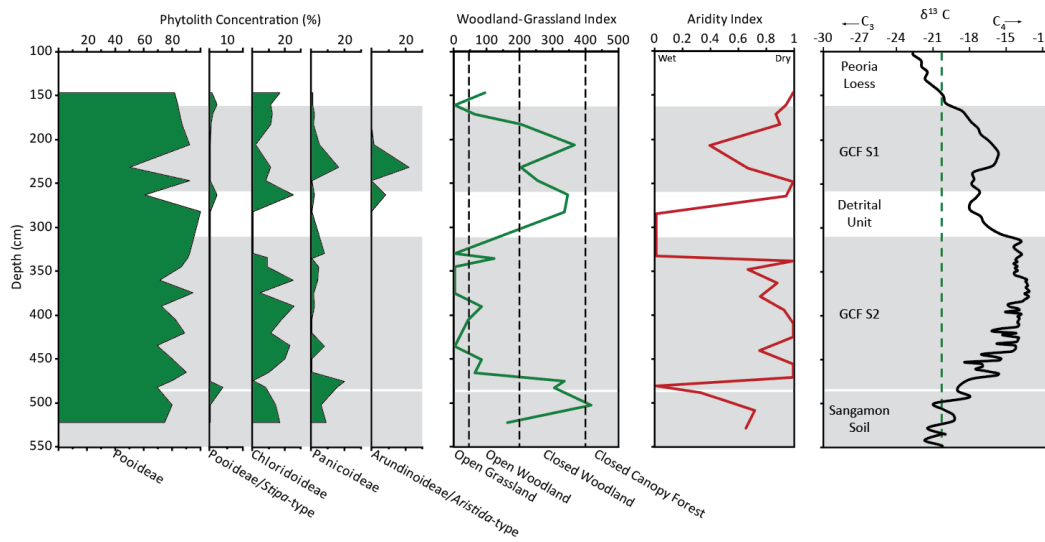 Phytolith Concentration (%)
Woodland-Grassland Index
Aridity Index
δ¹³ C
←C₃
C₄→
20 40 60 80
10
20
20
20
0 100 200 300 400 500
0 0.2 0.4 0.6 0.8 1
-30 -27 -24 -21 -18 -15 -1
Wet
Dry
Depth (cm)
100
150
200
250
300
350
400
450
500
550
Peoria
Loess
GCF S1
Detrital
Unit
GCF S2
Sangamon
Soil
Pooideae
Pooideae/Stipa-type
Chloridoideae
Panicoideae
Arundinoideae/Aristida-type
Open Grassland
Open Woodland
Closed Woodland
Closed Canopy Forest